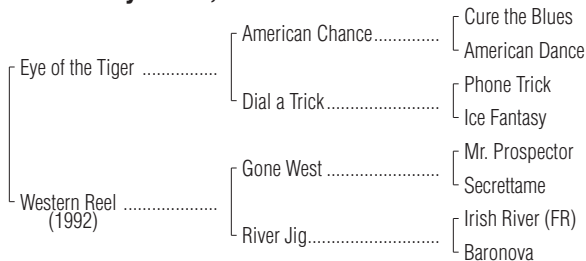 Cure the Blues
American Chance..............
American Dance
Eye of the Tiger ................
Phone Trick
Dial a Trick........................
Ice Fantasy
Mr. Prospector
Gone West ........................
Secrettame
Western Reel ....................
(1992)
Irish River (FR)
River Jig............................
Baronova